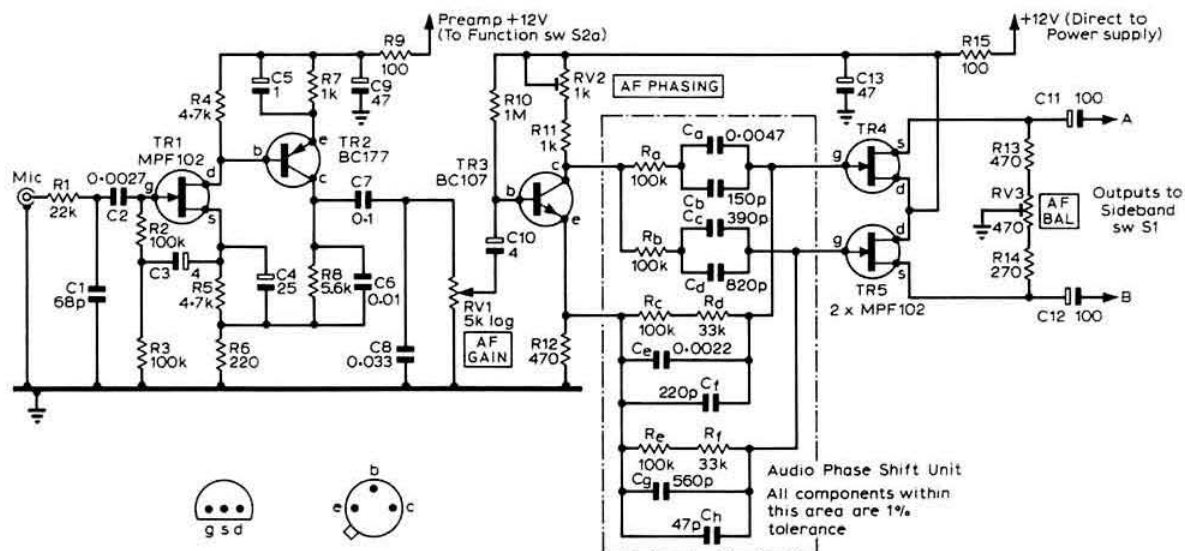 Preamp +12V
(To Function sw S2a)
R9
100
+12V (Direct to
Power supply)
R15
100
C5
1
R7
1k
C9
47
R4
4.7k
TR1
MPF102
TR2
BC177
b
e
c
Mic
R1
22k
0.0027
C2
g
d
s
R2
100k
C3
4
R5
4.7k
C4
25
C1
68p
R3
100k
R6
220
R8
5.6k
C6
0.01
C7
0.1
C8
0.033
RV1
5k log
AF
GAIN
R10
1M
RV2
1k
AF PHASING
R11
1k
TR3
BC107
b
c
e
C10
4
R12
470
C13
47
Ra
100k
Ca
0.0047
Cb
150p
Cc
390p
Rb
100k
Cd
820p
Rc
100k
Rd
33k
Ce
0.0022
220p
Cf
Re
100k
Rf
33k
Cg
560p
47p
Ch
TR4
g
s
d
g
d
s
TR5
2 x MPF102
C11
100
A
R13
470
RV3
470
AF
BAL
R14
270
Outputs to
Sideband
sw S1
C12
100
B
Audio Phase Shift Unit
All components within
this area are 1%
tolerance
g s d
b
e
c